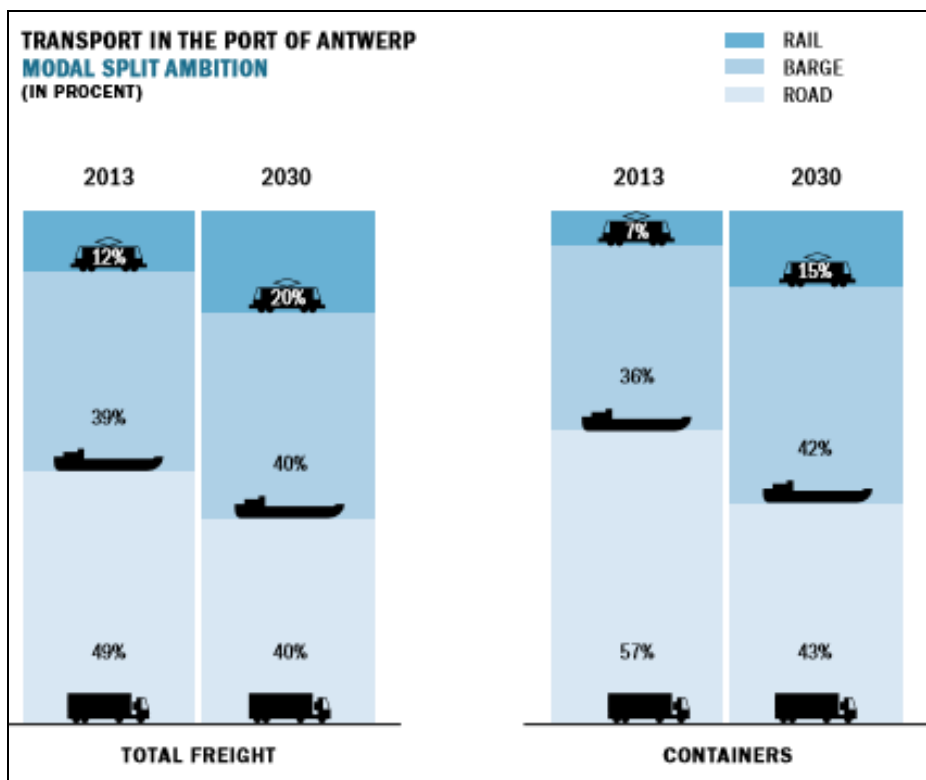 TRANSPORT IN THE PORT OF ANTWERP
MODAL SPLIT AMBITION
(IN PROCENT)
RAIL
BARGE
ROAD
2013
2030
2013
2030
12%
20%
7%
15%
39%
40%
36%
42%
49%
40%
57%
43%
TOTAL FREIGHT
CONTAINERS